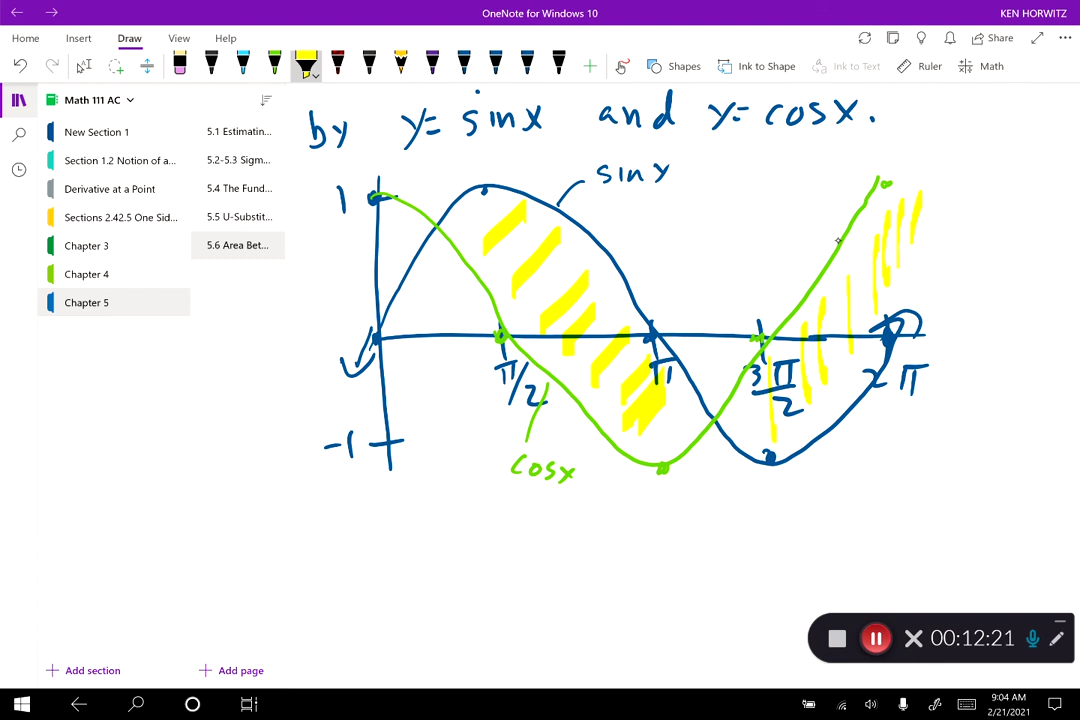 OneNote for Windows 10
KEN HORWITZ
Home Insert Draw View Help
Share
Shapes Ink to Shape Ink to Text Ruler Math
Math 111 AC
New Section 1
Section 1.2 Notion of a...
Derivative at a Point
Sections 2.42.5 One Sid...
Chapter 3
Chapter 4
Chapter 5
5.1 Estimatin...
5.2-5.3 Sigm...
5.4 The Fund...
5.5 U-Substit...
5.6 Area Bet...
by y= sinx and y= cosx.
sinx
1
π/2
π
3π/2
2π
-1
cosx
00:12:21
Add section
Add page
9:04 AM
2/21/2021